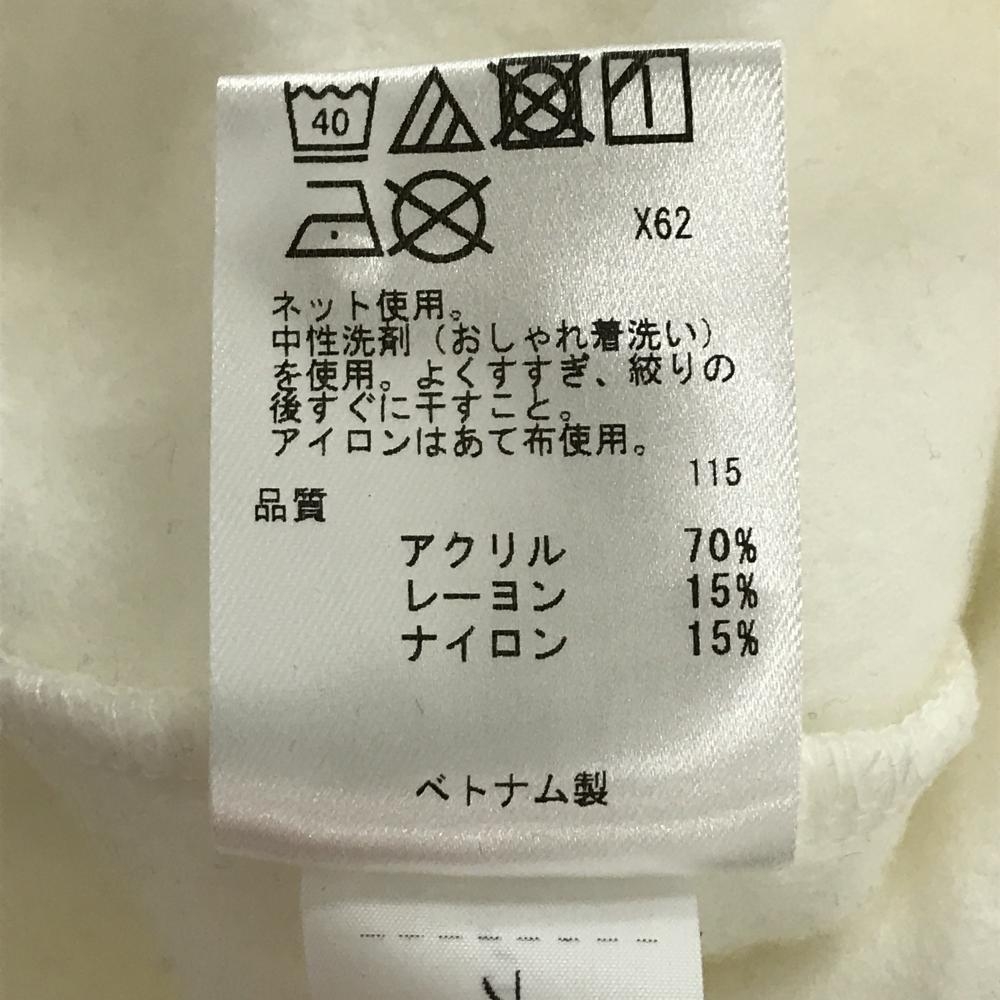 40
X62
ネット使用。
中性洗剤（おしゃれ着洗い）
を使用。よくすすぎ、絞りの
後すぐに干すこと。
アイロンはあて布使用。
115
品質
アクリル 70%
レーヨン 15%
ナイロン 15%
ベトナム製